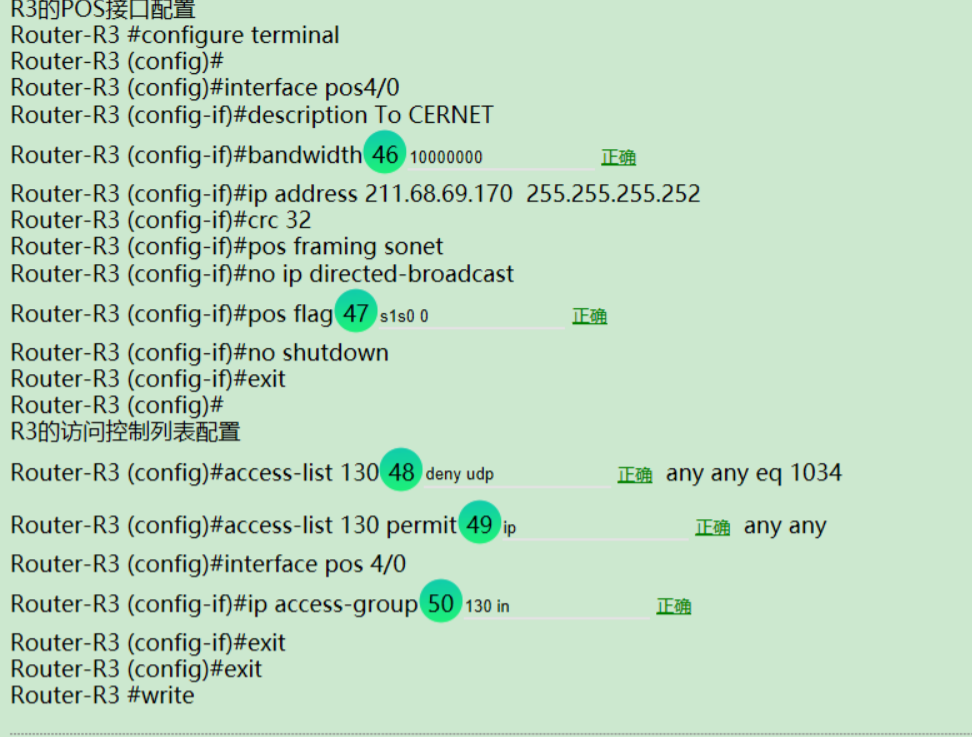 R3的POS接口配置
Router-R3 #configure terminal
Router-R3 (config)#
Router-R3 (config)#interface pos4/0
Router-R3 (config-if)#description To CERNET
Router-R3 (config-if)#bandwidth 46 10000000 正确
Router-R3 (config-if)#ip address 211.68.69.170 255.255.255.252
Router-R3 (config-if)#crc 32
Router-R3 (config-if)#pos framing sonet
Router-R3 (config-if)#no ip directed-broadcast
Router-R3 (config-if)#pos flag 47 s1s0 0 正确
Router-R3 (config-if)#no shutdown
Router-R3 (config-if)#exit
Router-R3 (config)#
R3的访问控制列表配置
Router-R3 (config)#access-list 130 48 deny udp 正确 any any eq 1034
Router-R3 (config)#access-list 130 permit 49 ip 正确 any any
Router-R3 (config)#interface pos 4/0
Router-R3 (config-if)#ip access-group 50 130 in 正确
Router-R3 (config-if)#exit
Router-R3 (config)#exit
Router-R3 #write